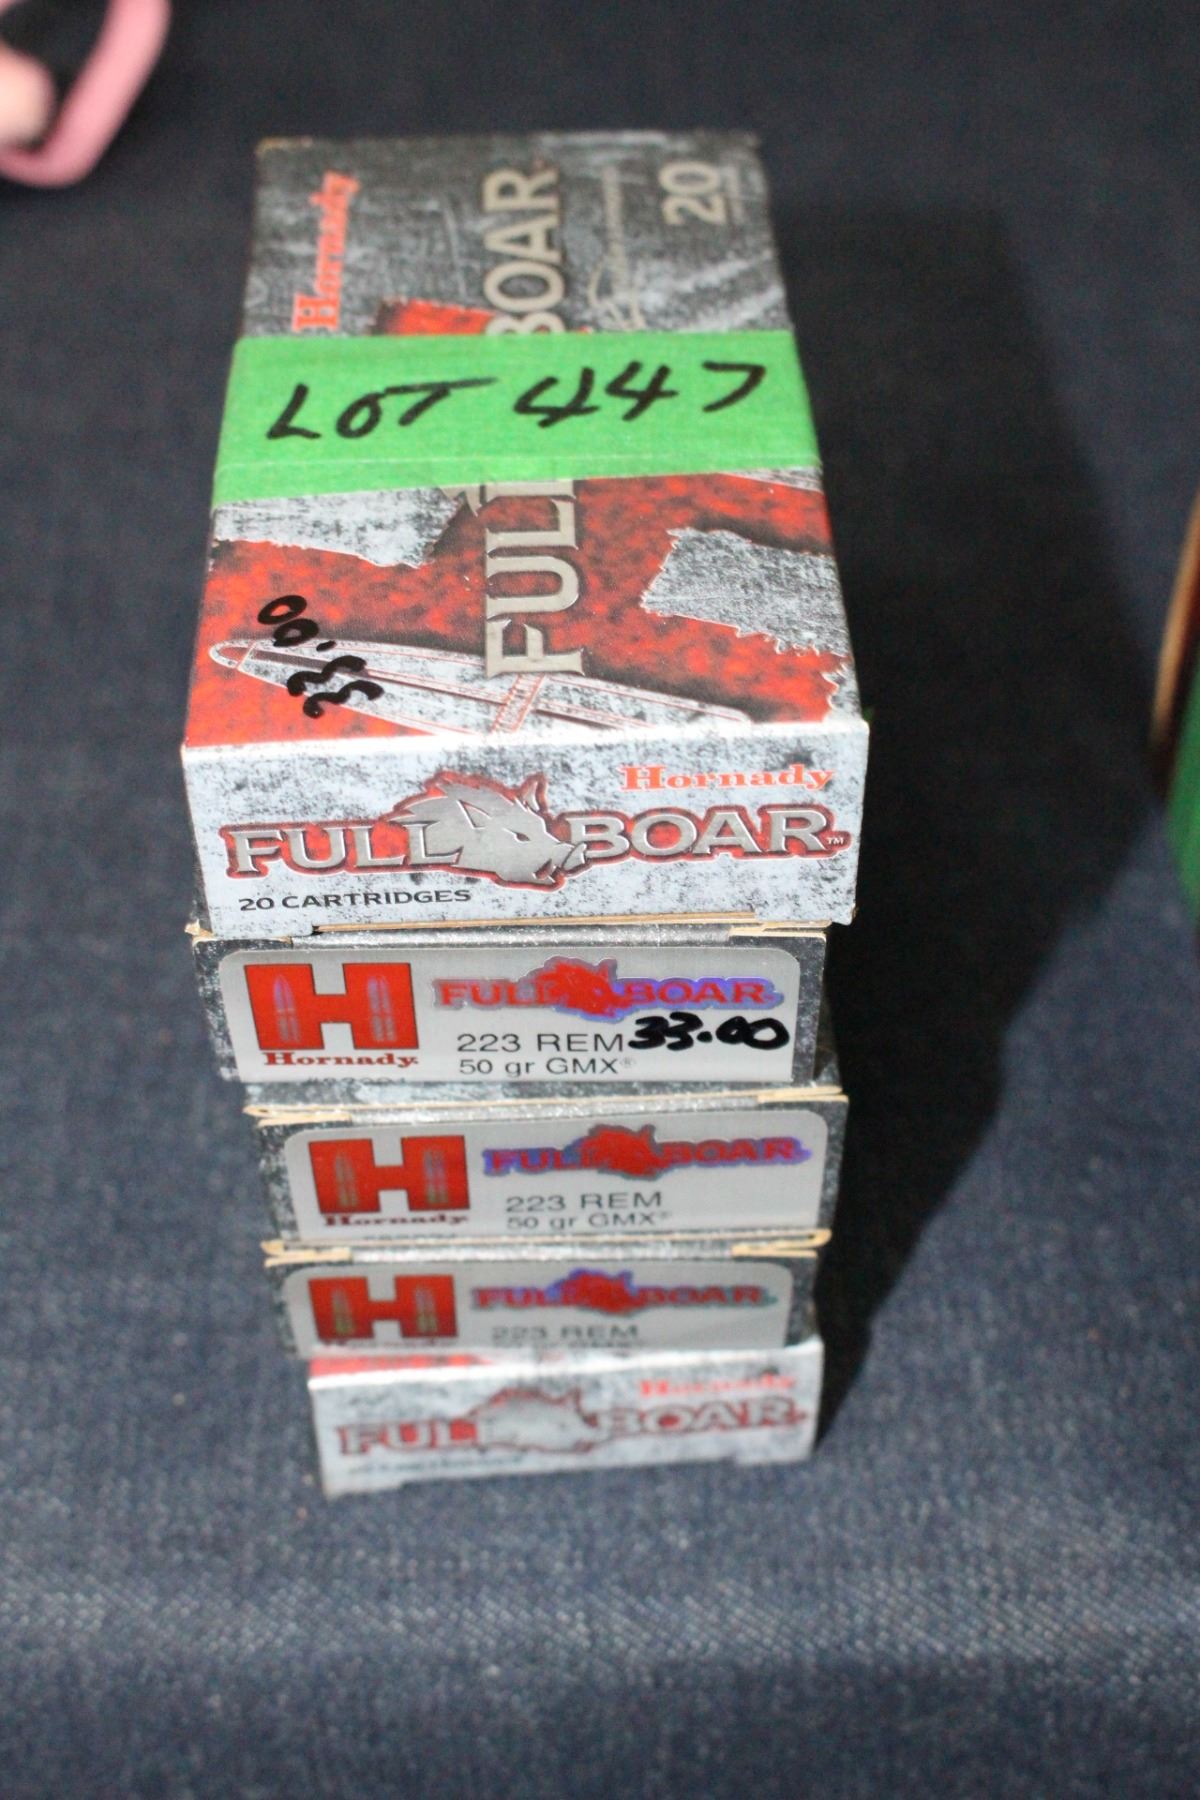 Hornady
FULL BOAR
20
LOT 447
33.00
Hornady
FULL BOAR™
20 CARTRIDGES
H FULL BOAR
Hornady
223 REM 33.00
50 gr GMX®
H FULL BOAR
Hornady
223 REM
50 gr GMX®
H FULL BOAR
223 REM
Hornady
FULL BOAR